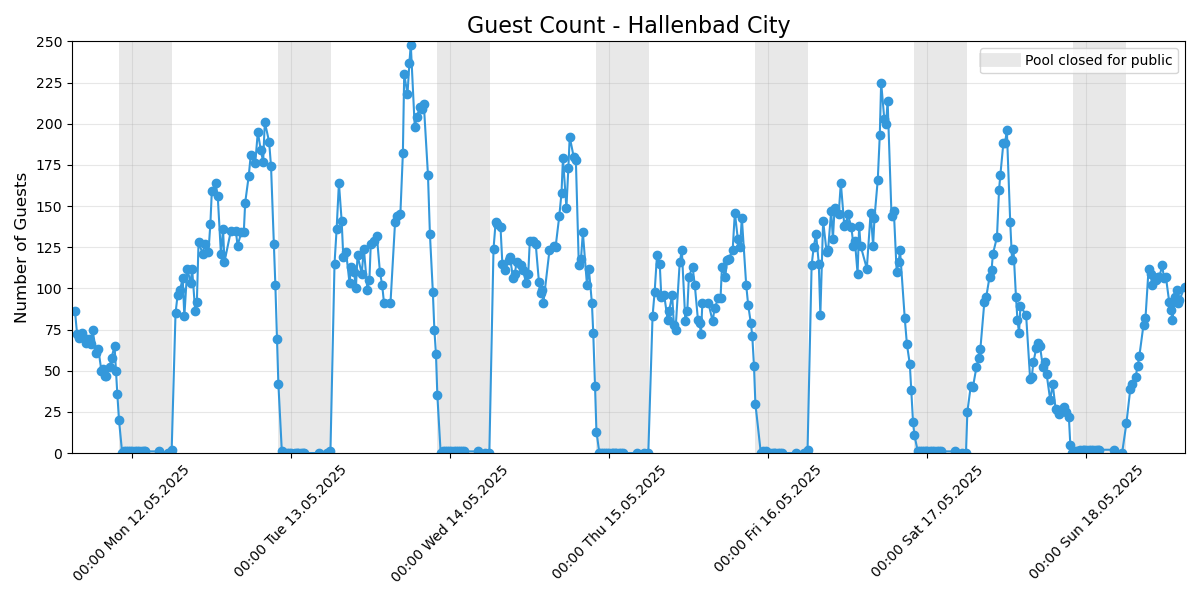 Guest Count - Hallenbad City
Pool closed for public
Number of Guests
250
225
200
175
150
125
100
75
50
25
0
00:00 Mon 12.05.2025
00:00 Tue 13.05.2025
00:00 Wed 14.05.2025
00:00 Thu 15.05.2025
00:00 Fri 16.05.2025
00:00 Sat 17.05.2025
00:00 Sun 18.05.2025